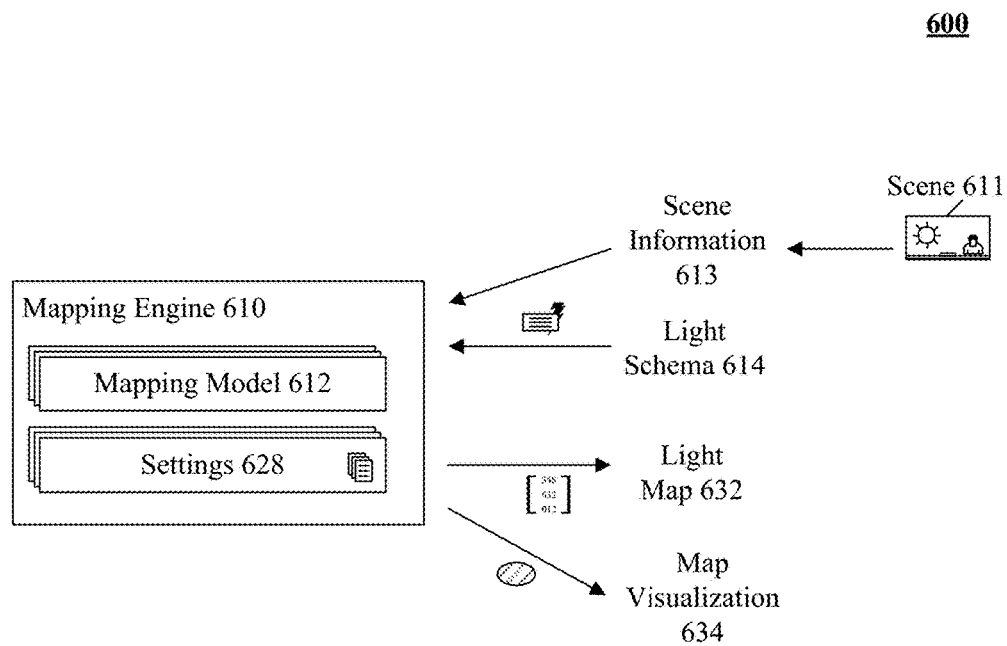 600
Scene 611
Scene
Information
613
Mapping Engine 610
Light
Schema 614
Mapping Model 612
Settings 628
Light
Map 632
Map
Visualization
634